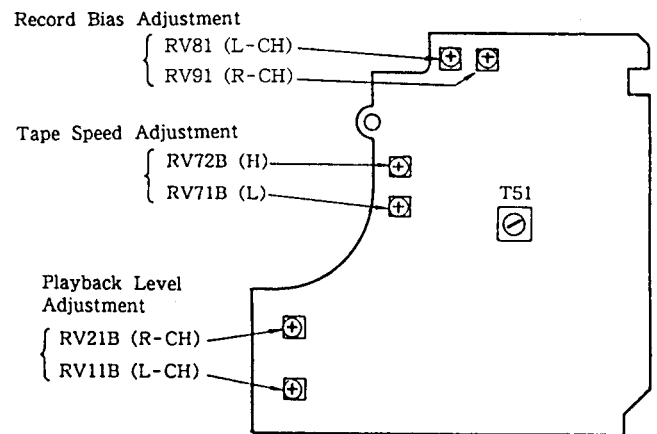 Record Bias Adjustment
RV81 (L-CH)
RV91 (R-CH)
Tape Speed Adjustment
RV72B (H)
RV71B (L)
T51
Playback Level
Adjustment
RV21B (R-CH)
RV11B (L-CH)